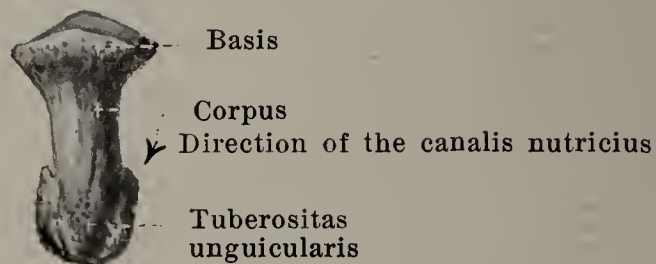 Basis
Corpus
Direction of the canalis nutricius
Tuberositas
unguicularis